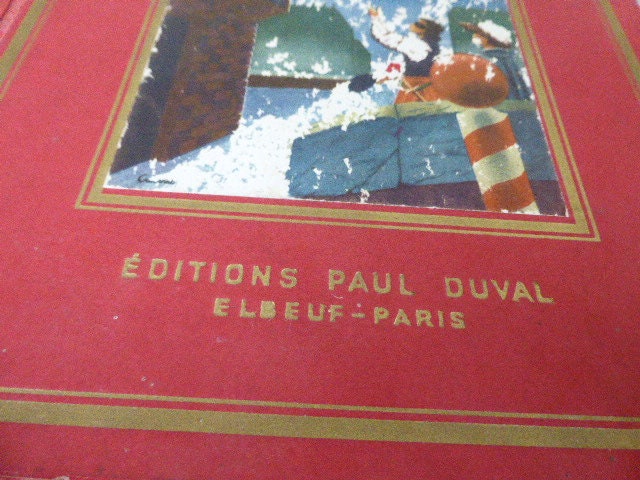 ÉDITIONS PAUL DUVAL
ELBEUF-PARIS